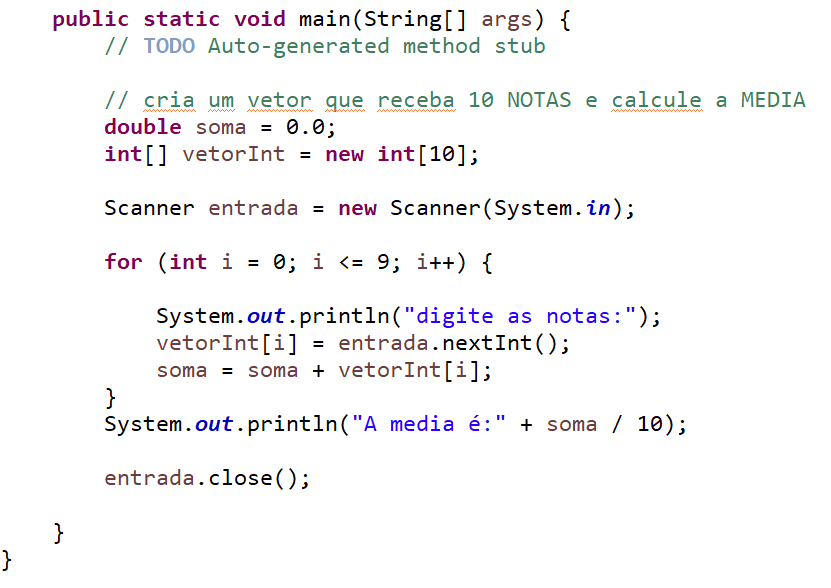 public static void main(String[] args) {
// TODO Auto-generated method stub
// cria um vetor que receba 10 NOTAS e calcule a MEDIA
double soma = 0.0;
int[] vetorInt = new int[10];
Scanner entrada = new Scanner(System.in);
for (int i = 0; i <= 9; i++) {
System.out.println("digite as notas:");
vetorInt[i] = entrada.nextInt();
soma = soma + vetorInt[i];
}
System.out.println("A media é:" + soma / 10);
entrada.close();
}
}